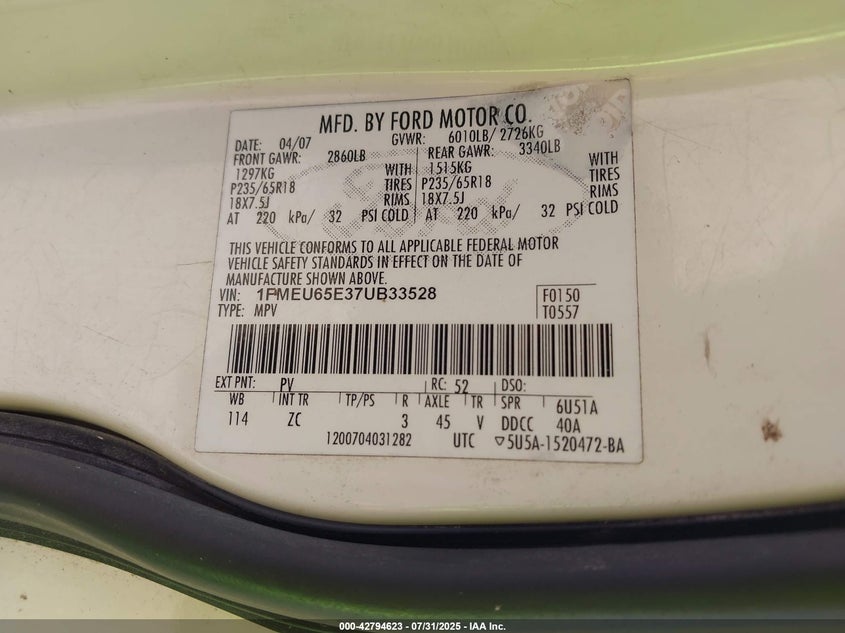 MFD. BY FORD MOTOR CO.
DATE: 04/07 GVWR: 6010LB/ 2726KG
FRONT GAWR: 2860LB REAR GAWR: 3340LB
1297KG WITH 1515KG WITH
P235/65R18 TIRES P235/65R18 TIRES
18X7.5J RIMS 18X7.5J RIMS
AT 220 kPa/ 32 PSI COLD AT 220 kPa/ 32 PSI COLD
THIS VEHICLE CONFORMS TO ALL APPLICABLE FEDERAL MOTOR
VEHICLE SAFETY STANDARDS IN EFFECT ON THE DATE OF
MANUFACTURE SHOWN ABOVE.
VIN: 1FMEU65E37UB33528 F0150
TYPE: MPV T0557
EXT PNT: PV RC: 52 DSO:
WB INT TR TP/PS R AXLE TR SPR 6U51A
114 ZC 3 45 V DDCC 40A
1200704031282 UTC ▽5U5A-1520472-BA
000-42794623 - 07/31/2025 - IAA Inc.